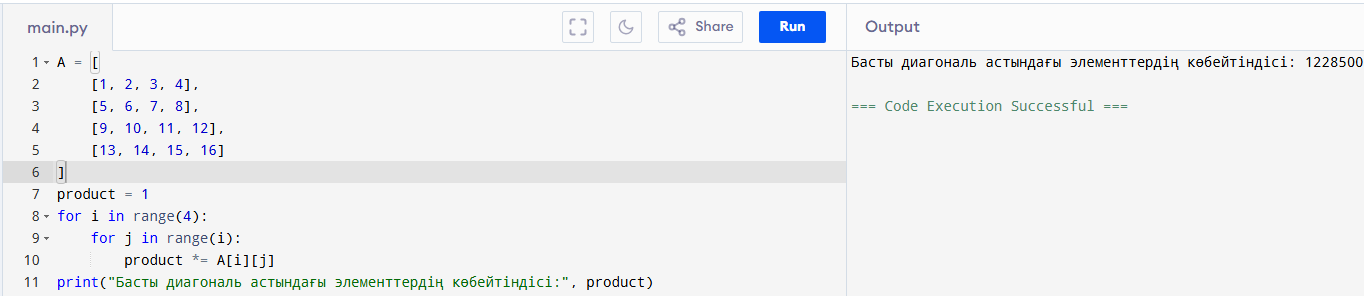 main.py
Share
Run
Output
1 A = [
2     [1, 2, 3, 4],
3     [5, 6, 7, 8],
4     [9, 10, 11, 12],
5     [13, 14, 15, 16]
6 ]
7 product = 1
8 for i in range(4):
9     for j in range(i):
10         product *= A[i][j]
11 print("Басты диагональ астындағы элементтердің көбейтіндісі:", product)
Басты диагональ астындағы элементтердің көбейтіндісі: 1228500
=== Code Execution Successful ===